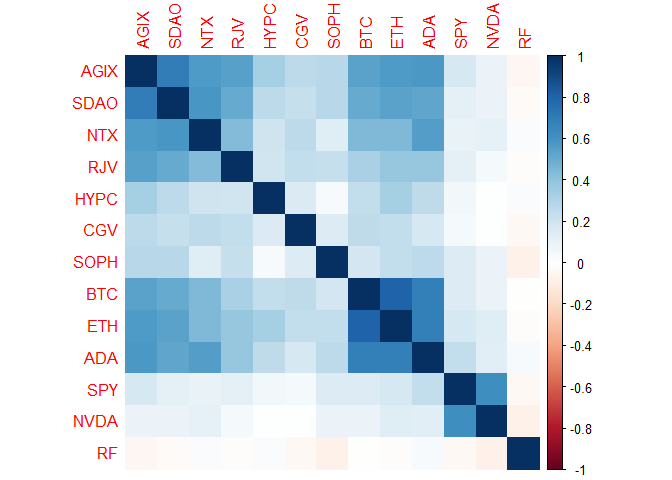 AGIX SDAO NTX RJV HYPC CGV SOPH BTC ETH ADA SPY NVDA RF
AGIX
SDAO
NTX
RJV
HYPC
CGV
SOPH
BTC
ETH
ADA
SPY
NVDA
RF
1
0.8
0.6
0.4
0.2
0
-0.2
-0.4
-0.6
-0.8
-1